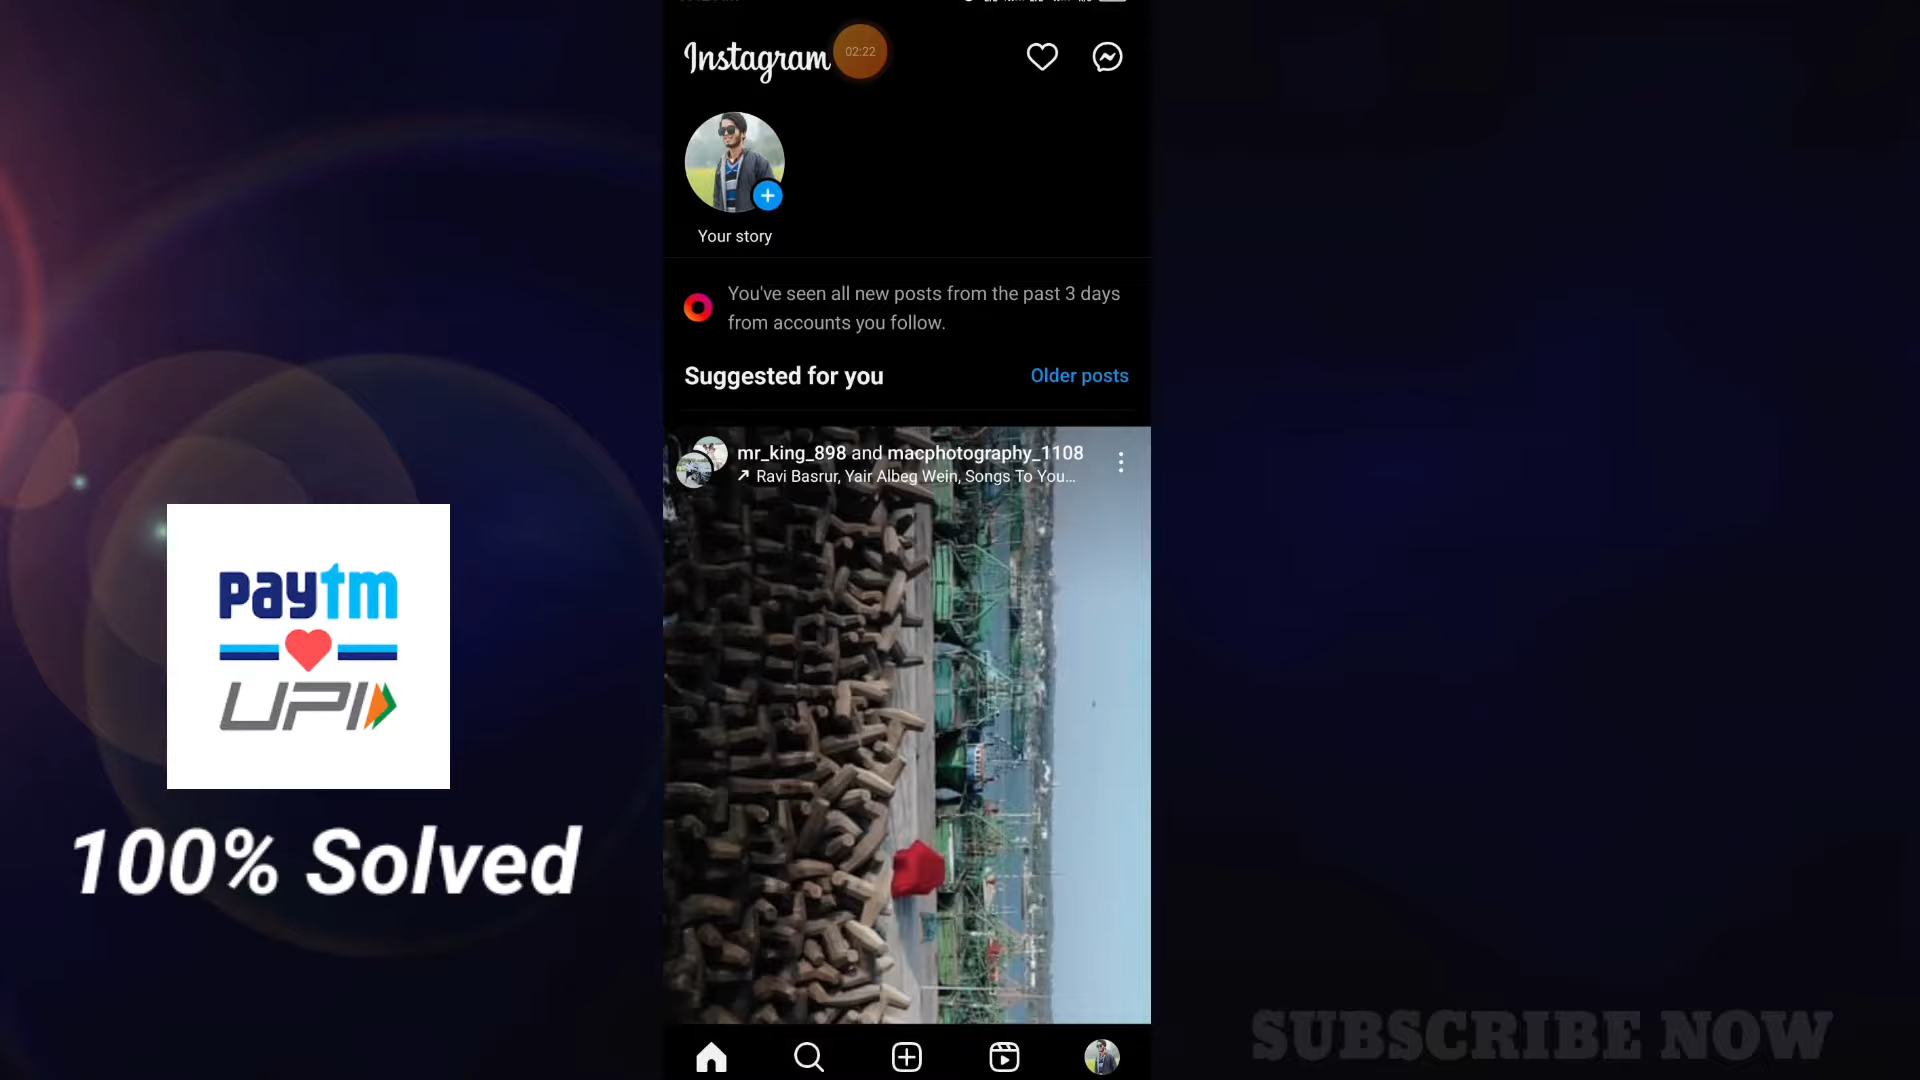 Instagram
02:22
Your story
You've seen all new posts from the past 3 days
from accounts you follow.
Suggested for you
Older posts
mr_king_898 and macphotography_1108
Ravi Basrur, Yair Albeg Wein, Songs To You...
paytm
UPI
100% Solved
SUBSCRIBE NOW